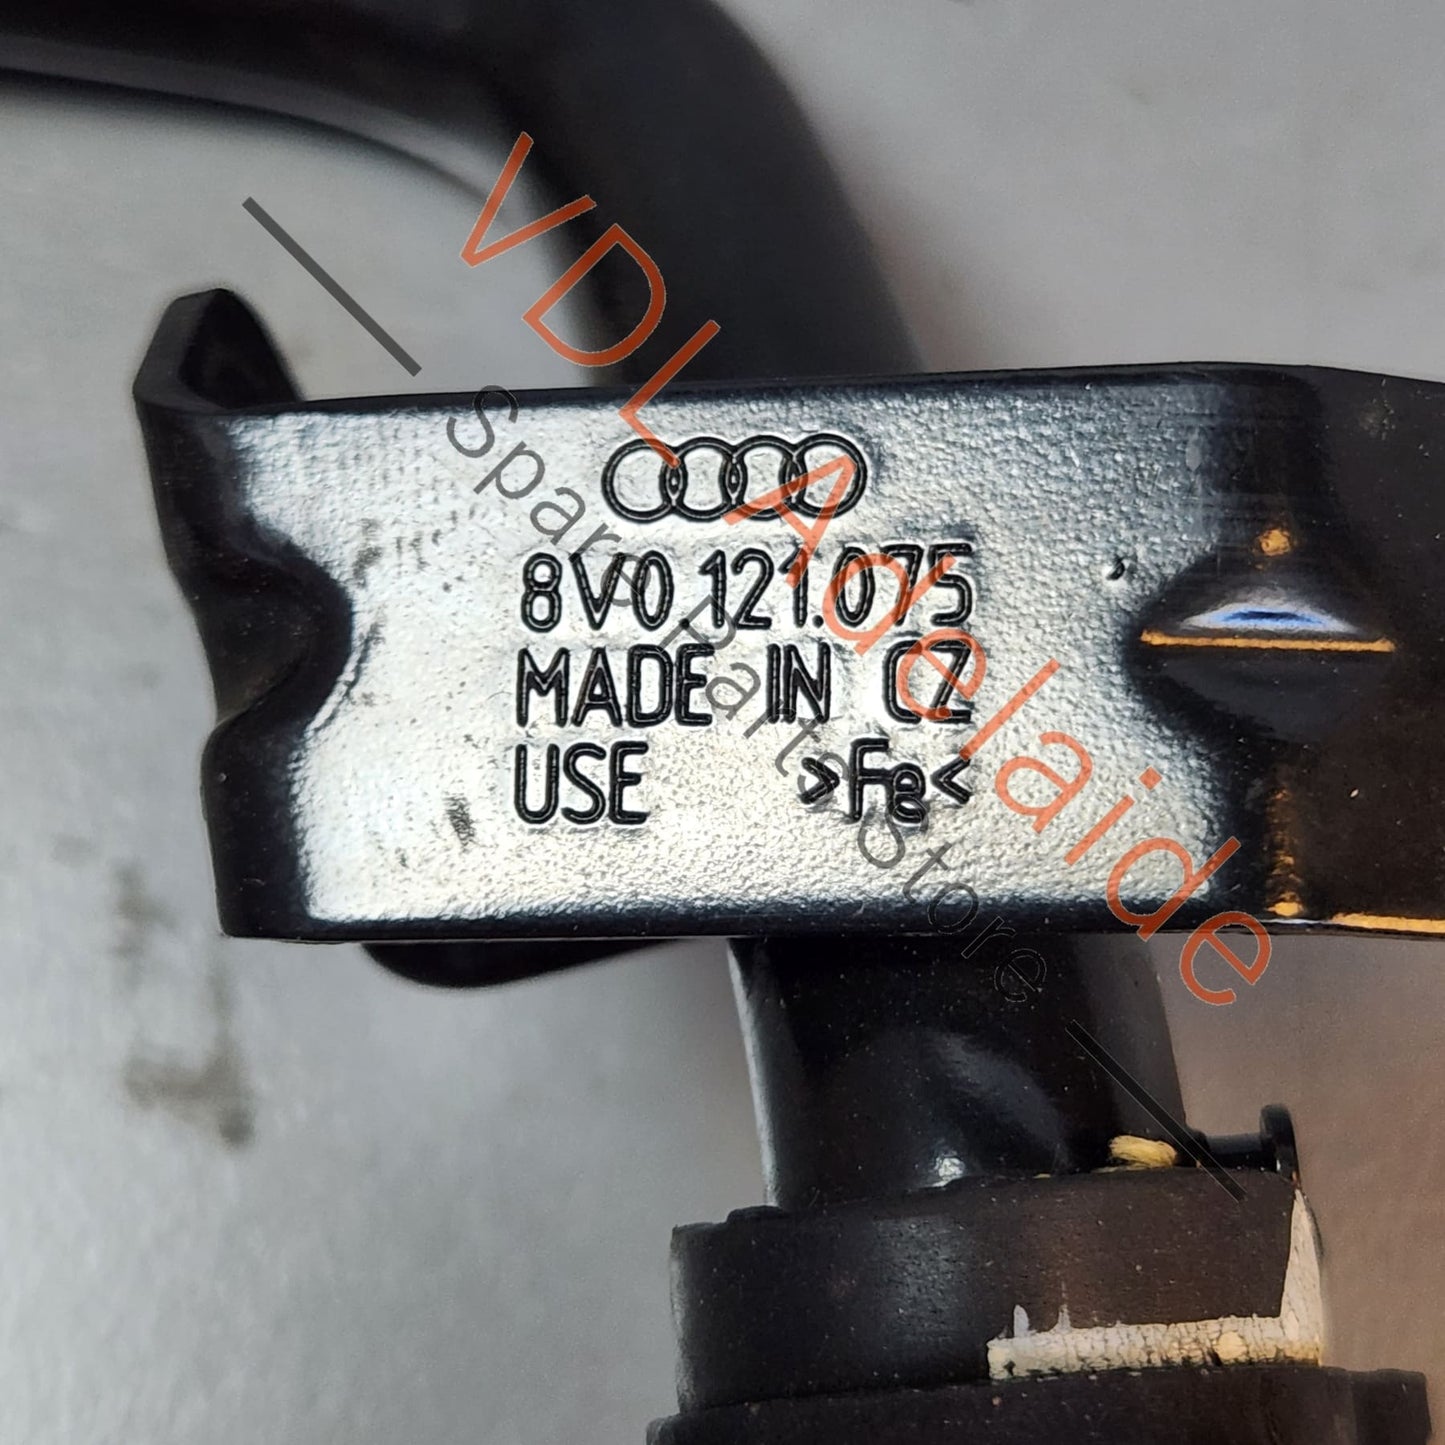 8V0.121.075
MADE IN CZ
USE >Fe<
VDL Adelaide
Spare Parts Store